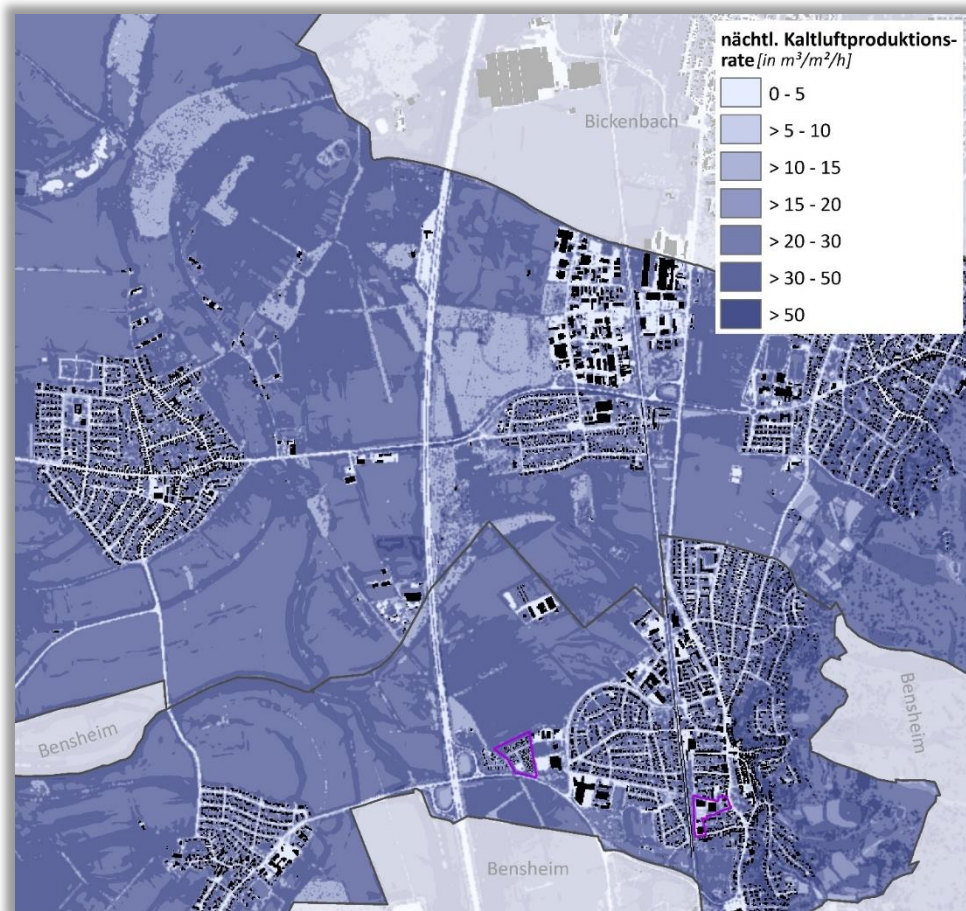 nächtl. Kaltluftproduktions-
rate [in m³/m²/h]
0 - 5
> 5 - 10
> 10 - 15
> 15 - 20
> 20 - 30
> 30 - 50
> 50
Bickenbach
Bensheim
Bensheim
Bensheim